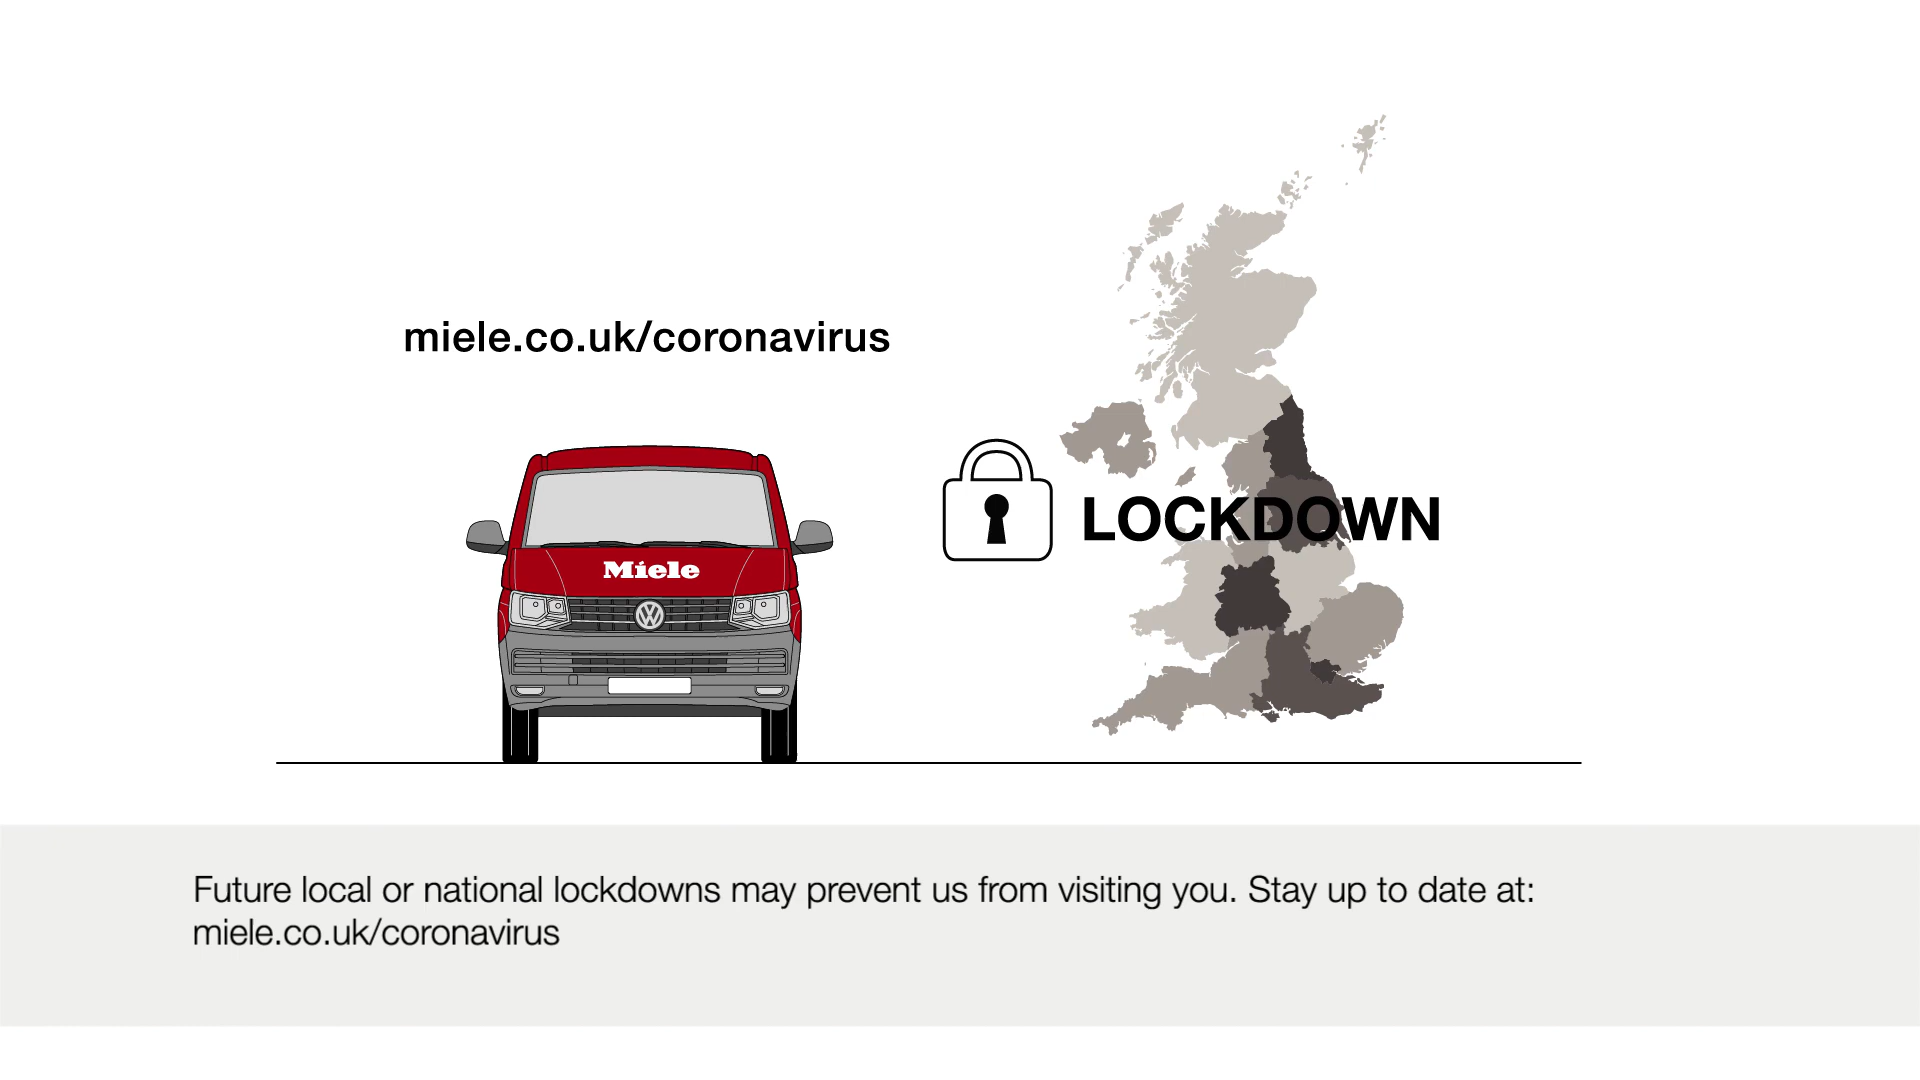 miele.co.uk/coronavirus
LOCKDOWN
Miele
Future local or national lockdowns may prevent us from visiting you. Stay up to date at:
miele.co.uk/coronavirus